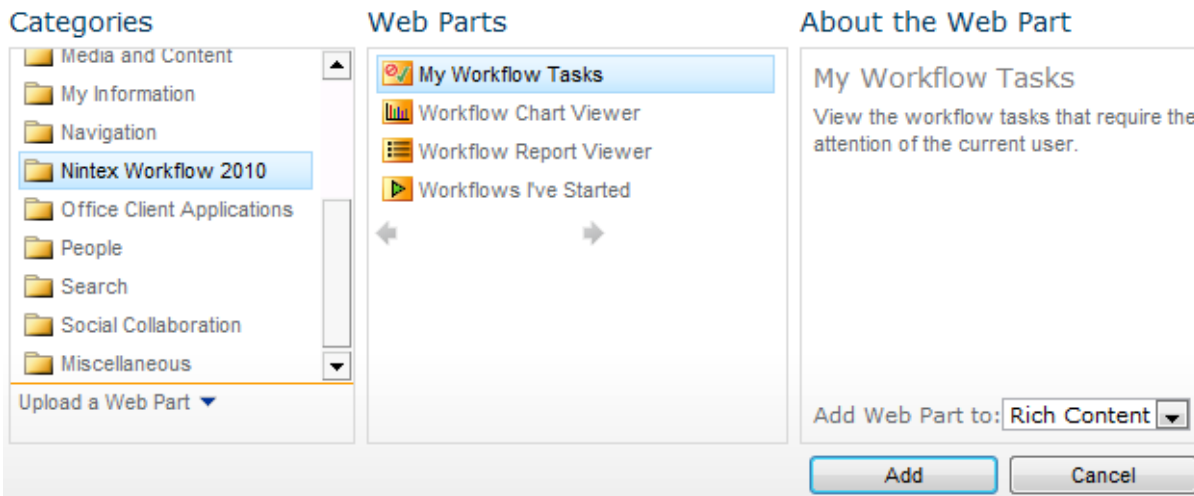 Categories
Media and Content
My Information
Navigation
Nintex Workflow 2010
Office Client Applications
People
Search
Social Collaboration
Miscellaneous
Upload a Web Part
Web Parts
My Workflow Tasks
Workflow Chart Viewer
Workflow Report Viewer
Workflows I've Started
About the Web Part
My Workflow Tasks
View the workflow tasks that require the
attention of the current user.
Add Web Part to: Rich Content
Add Cancel